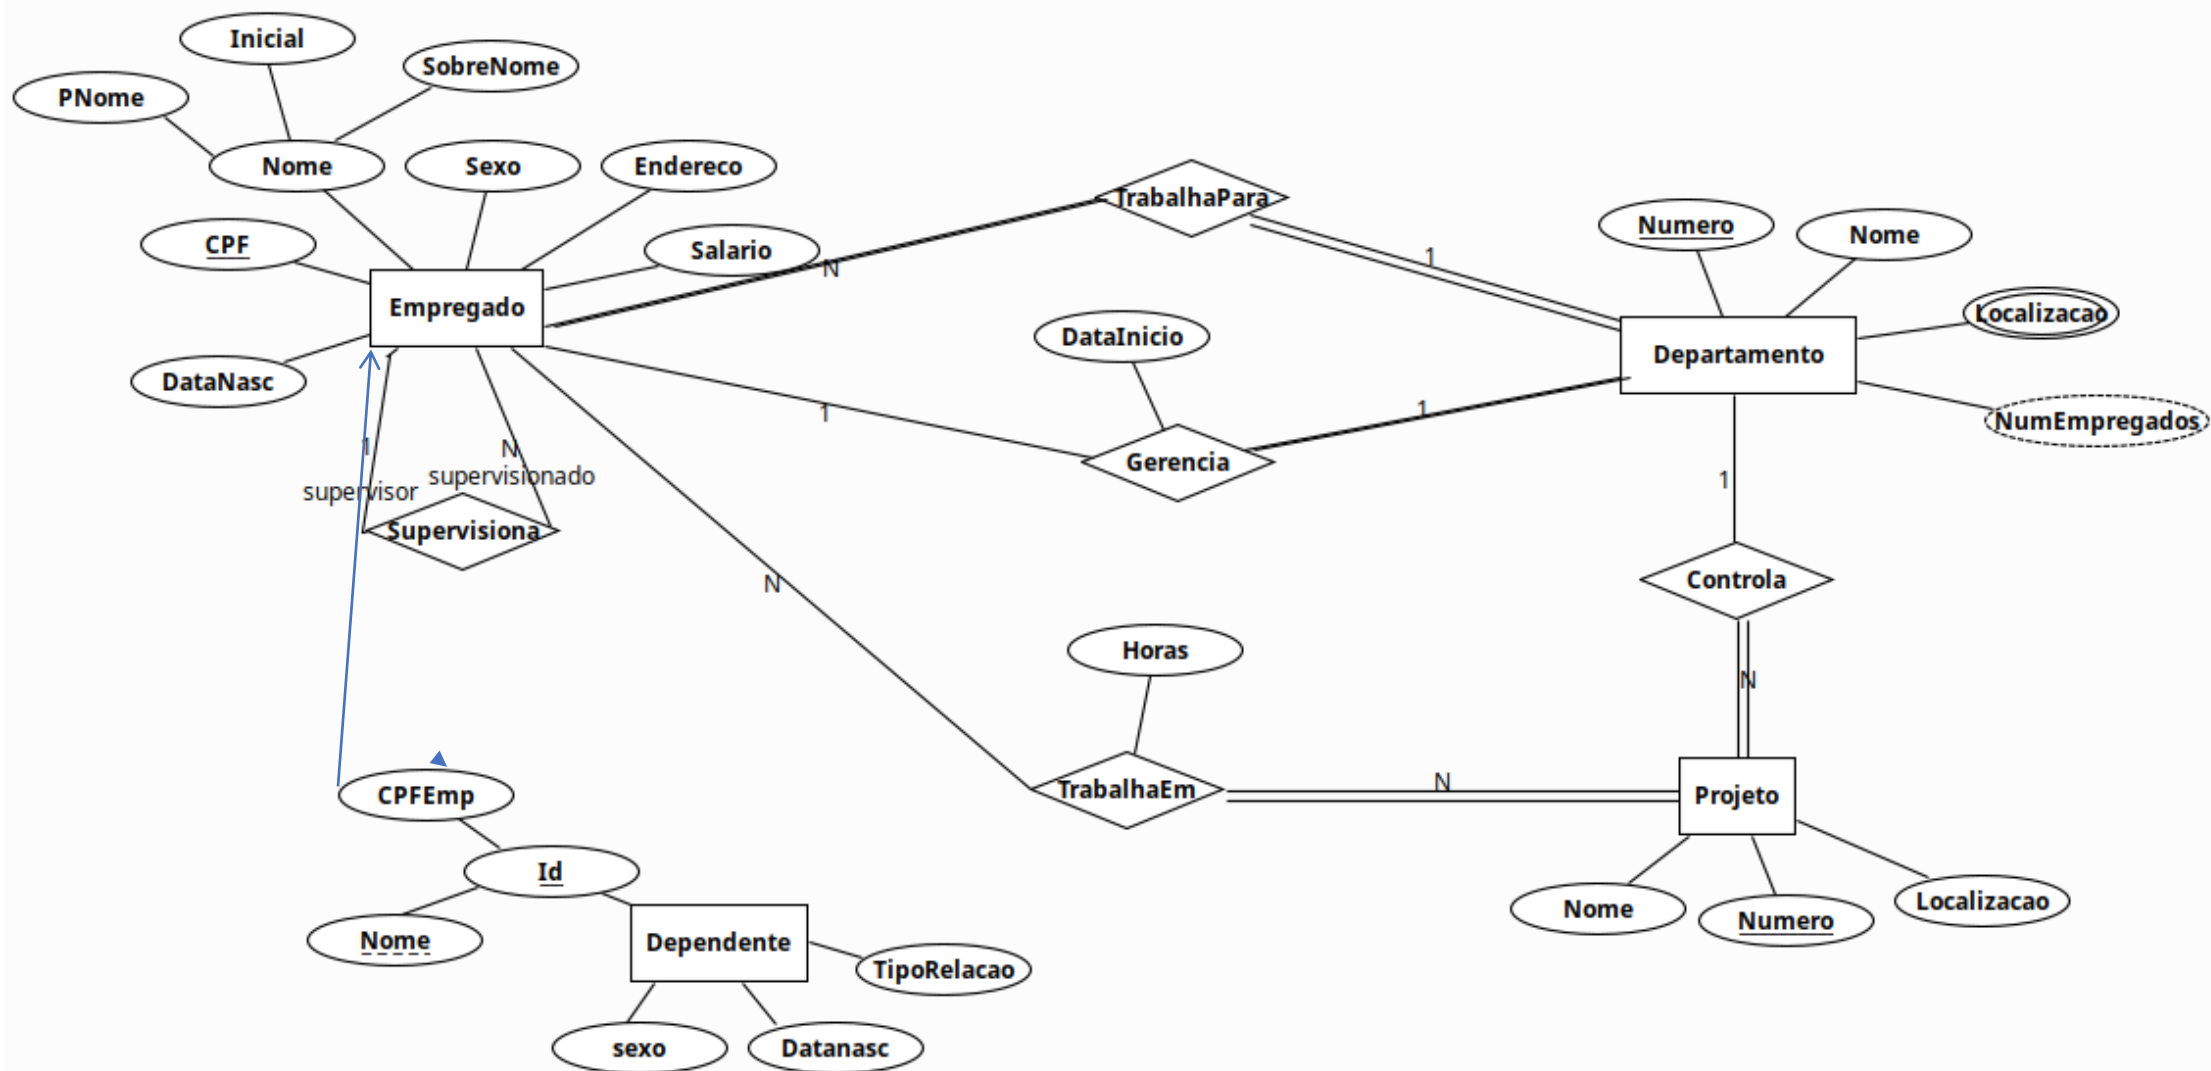 Inicial
SobreNome
PNome
Nome
Sexo
Endereco
TrabalhaPara
Numero
Nome
CPF
Salario
N
1
Empregado
DataInicio
Localizacao
Departamento
DataNasc
1
1
NumEmpregados
1
N
supervisionado
supervisor
Gerencia
1
Supervisiona
N
Controla
Horas
N
CPFEmp
TrabalhaEm
N
Projeto
Id
Nome
Numero
Localizacao
Nome
Dependente
TipoRelacao
sexo
Datanasc